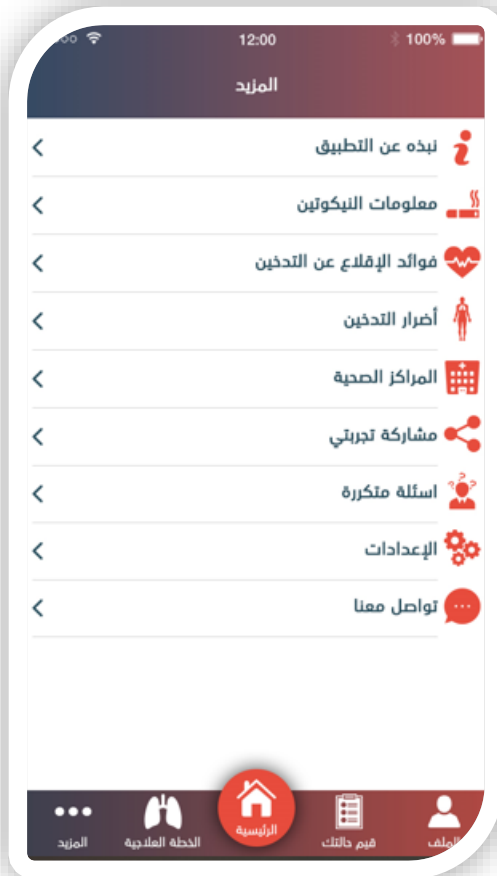 12:00
100%
المزيد
نبذه عن التطبيق
معلومات النيكوتين
فوائد الإقلاع عن التدخين
أضرار التدخين
المراكز الصحية
مشاركة تجربتي
اسئلة متكررة
الإعدادات
تواصل معنا
الملف
قيم حالتك
الرئيسية
الخطة العلاجية
المزيد